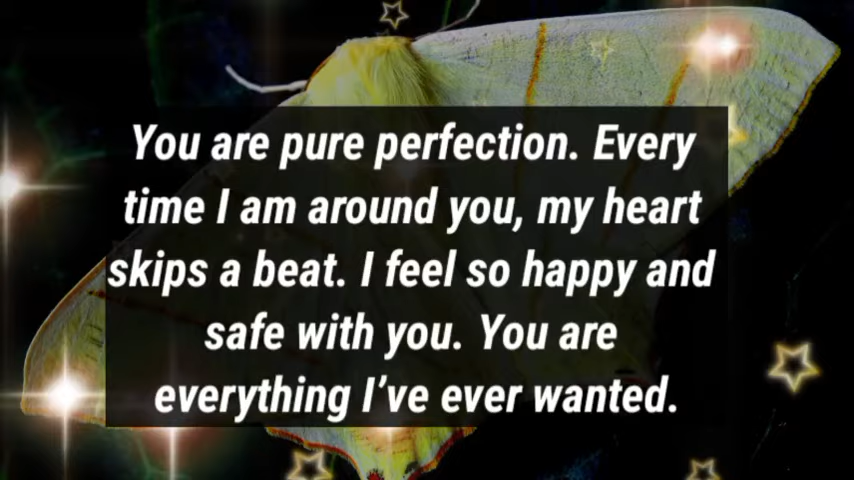 You are pure perfection. Every
time I am around you, my heart
skips a beat. I feel so happy and
safe with you. You are
everything I’ve ever wanted.